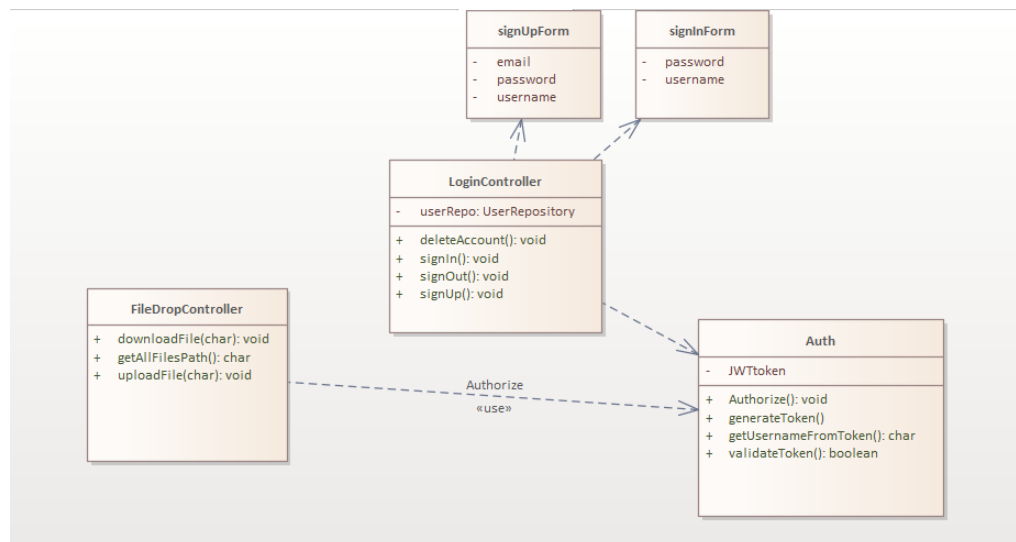 signUpForm
- email
- password
- username
signInForm
- password
- username
LoginController
- userRepo: UserRepository
+ deleteAccount(): void
+ signIn(): void
+ signOut(): void
+ signUp(): void
FileDropController
+ downloadFile(char): void
+ getAllFilesPath(): char
+ uploadFile(char): void
Authorize
«use»
Auth
- JWTtoken
+ Authorize(): void
+ generateToken()
+ getUsernameFromToken(): char
+ validateToken(): boolean